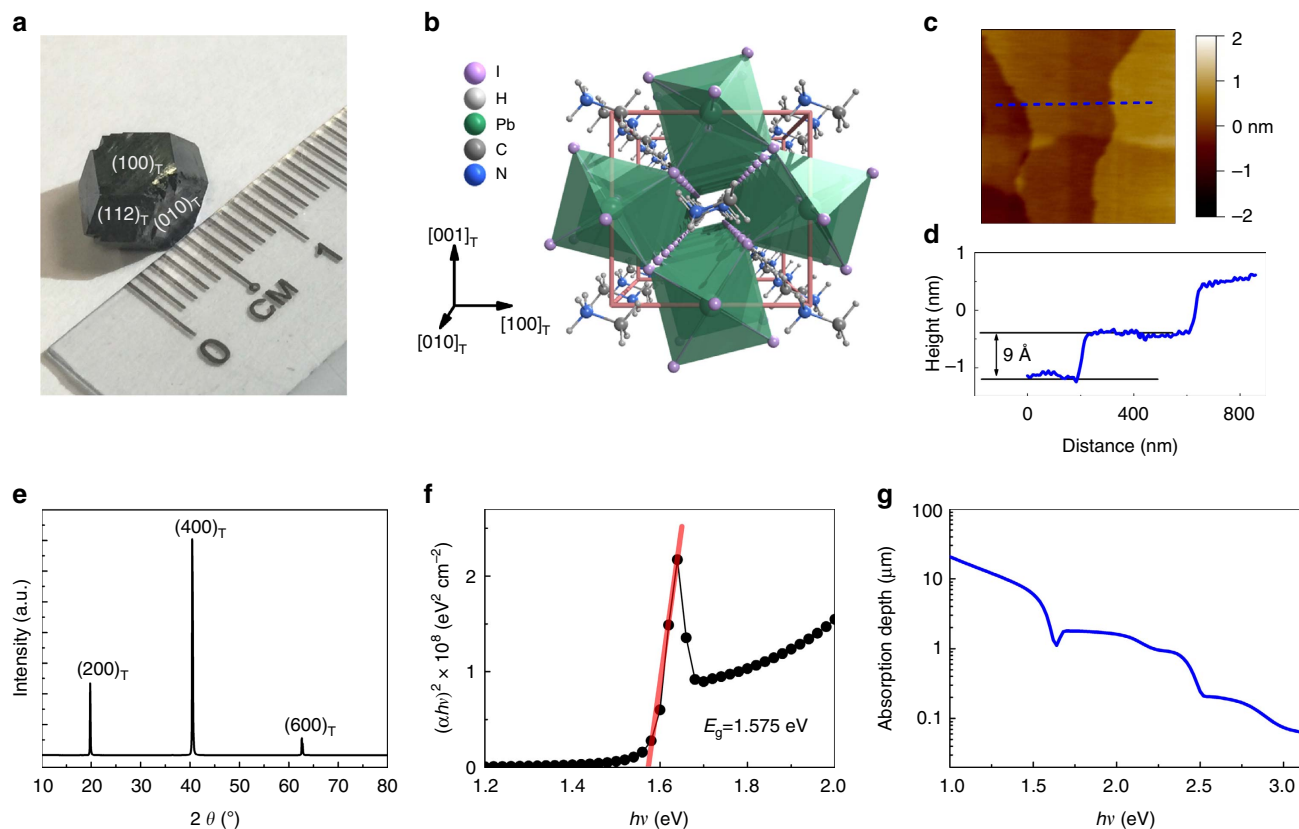 a
(100)T
(112)T
(010)T
0
CM
1
b
I
H
Pb
C
N
[001]T
[010]T
[100]T
c
2
1
0 nm
−1
−2
d
Height (nm)
1
0
−1
9 Å
0
400
800
Distance (nm)
e
Intensity (a.u.)
(200)T
(400)T
(600)T
10 20 30 40 50 60 70 80
2 θ (°)
f
(αhν)² × 10⁸ (eV² cm⁻²)
2
1
0
Eg=1.575 eV
1.2 1.4 1.6 1.8 2.0
hν (eV)
g
Absorption depth (μm)
100
10
1
0.1
1.0 1.5 2.0 2.5 3.0
hν (eV)